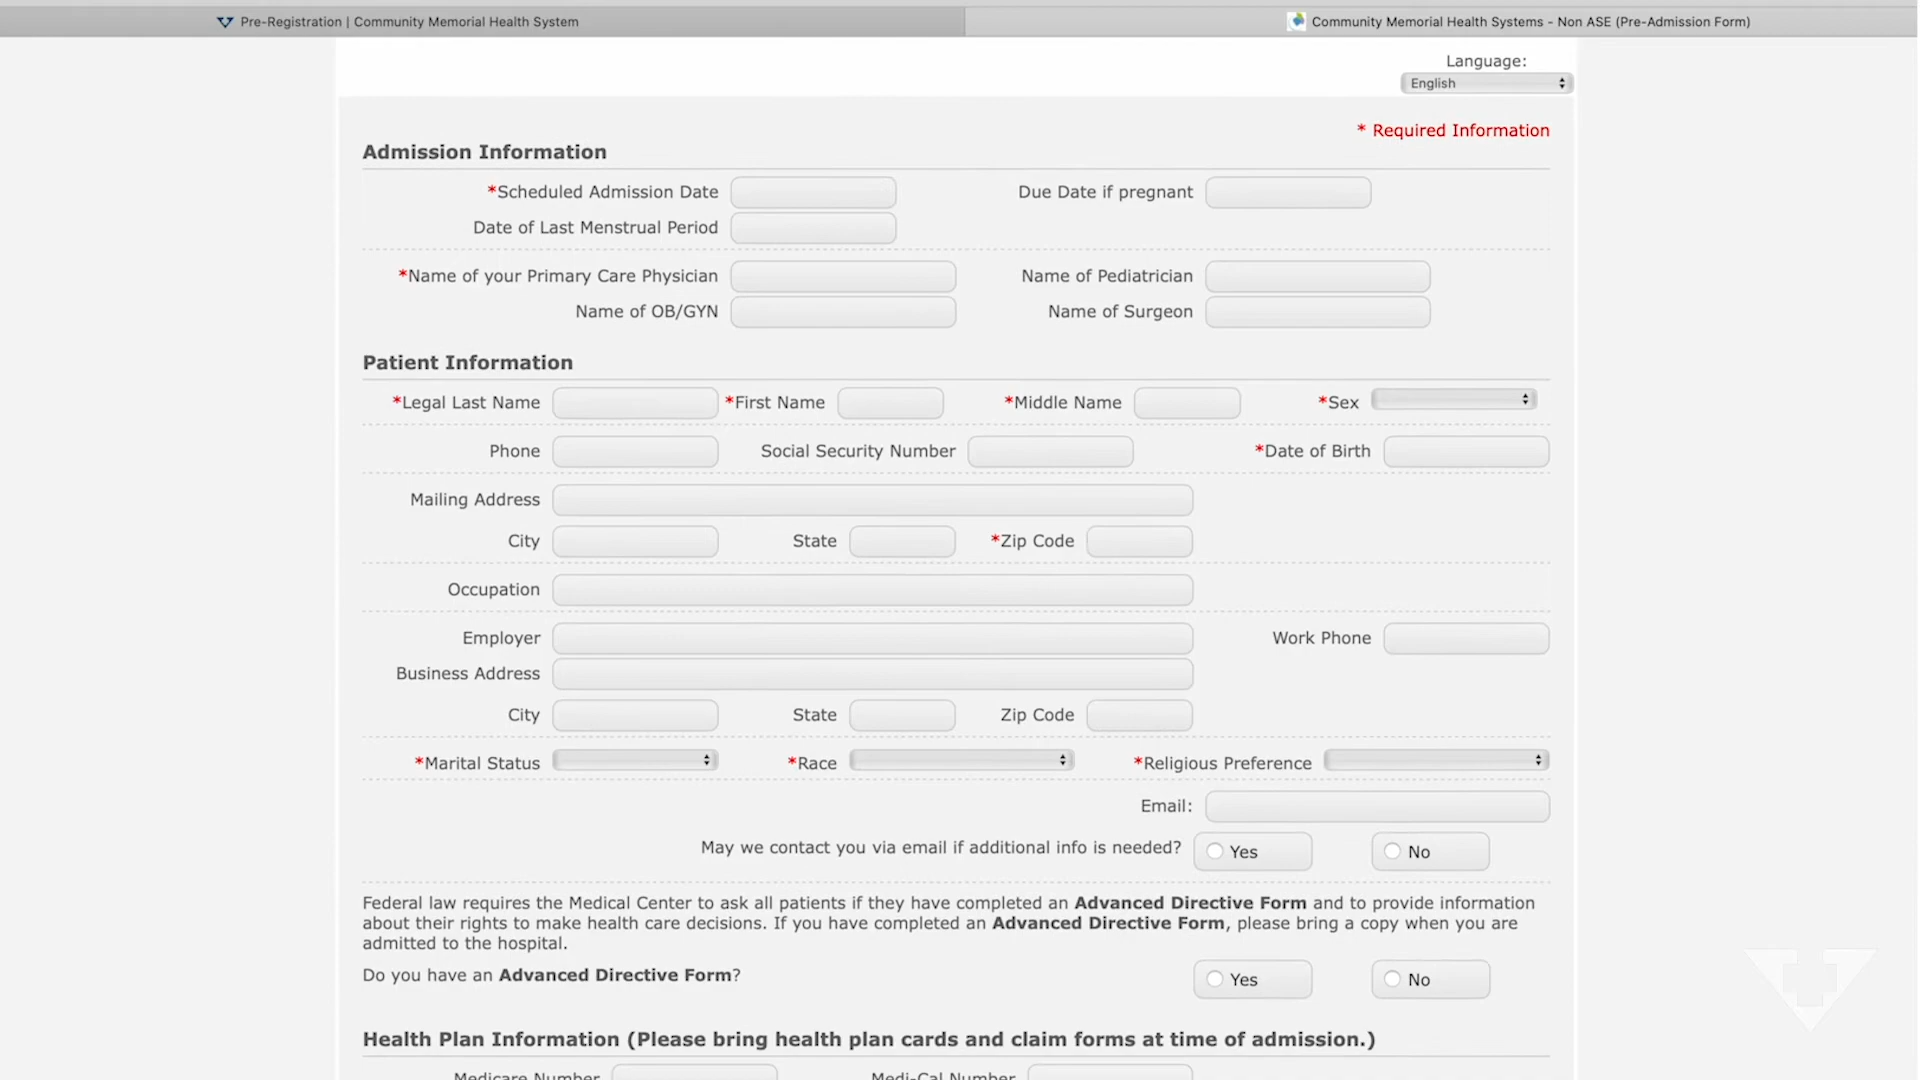 Pre-Registration | Community Memorial Health System
Community Memorial Health Systems - Non ASE (Pre-Admission Form)
Language:
English
* Required Information
Admission Information
*Scheduled Admission Date
Due Date if pregnant
Date of Last Menstrual Period
*Name of your Primary Care Physician
Name of Pediatrician
Name of OB/GYN
Name of Surgeon
Patient Information
*Legal Last Name *First Name *Middle Name *Sex
Phone Social Security Number *Date of Birth
Mailing Address
City State *Zip Code
Occupation
Employer Work Phone
Business Address
City State Zip Code
*Marital Status *Race *Religious Preference
Email:
May we contact you via email if additional info is needed? Yes No
Federal law requires the Medical Center to ask all patients if they have completed an Advanced Directive Form and to provide information
about their rights to make health care decisions. If you have completed an Advanced Directive Form, please bring a copy when you are
admitted to the hospital.
Do you have an Advanced Directive Form? Yes No
Health Plan Information (Please bring health plan cards and claim forms at time of admission.)
Medicare Number Medi-Cal Number